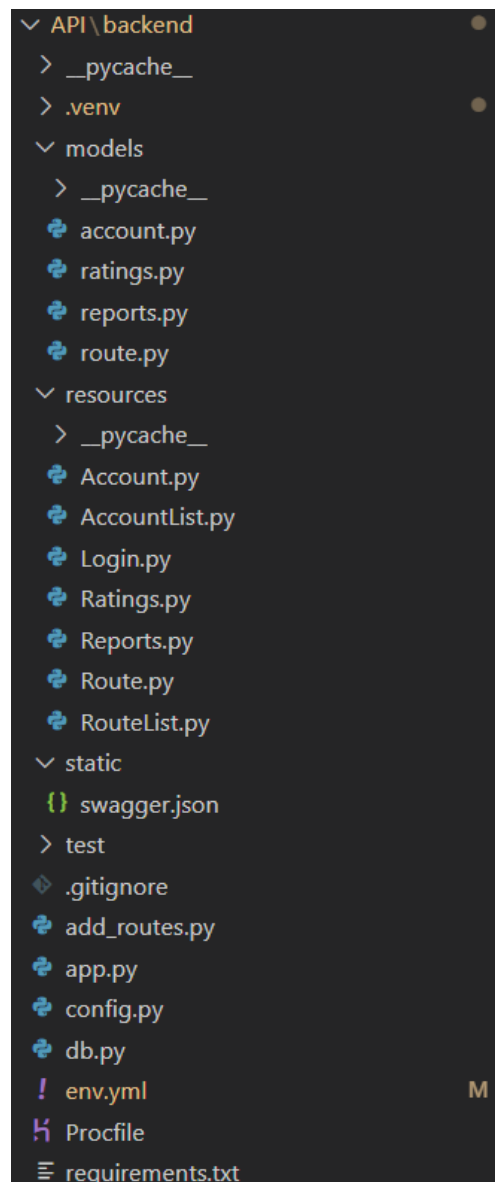 API\backend
__pycache__
.venv
models
__pycache__
account.py
ratings.py
reports.py
route.py
resources
__pycache__
Account.py
AccountList.py
Login.py
Ratings.py
Reports.py
Route.py
RouteList.py
static
{} swagger.json
test
.gitignore
add_routes.py
app.py
config.py
db.py
! env.yml M
Procfile
requirements.txt